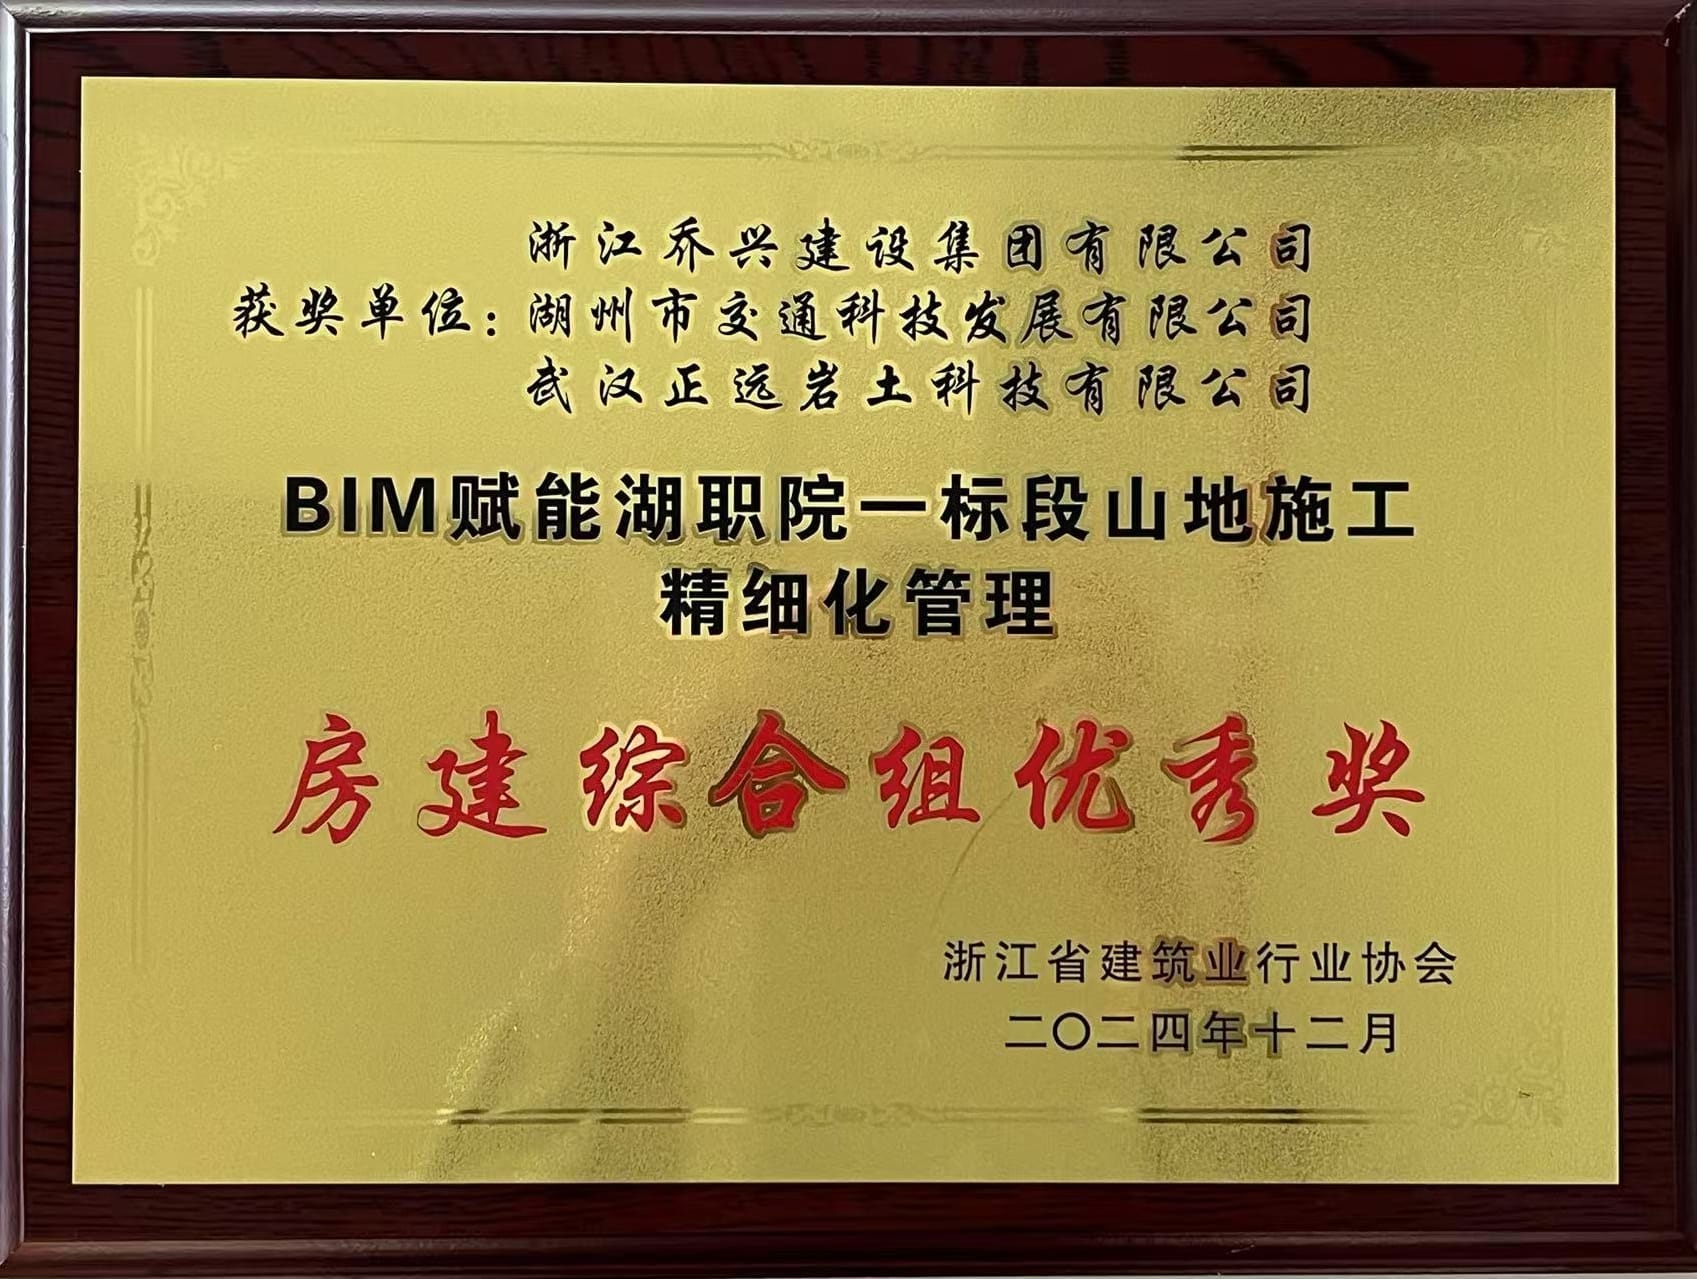 浙江乔兴建设集团有限公司
获奖单位：湖州市交通科技发展有限公司
武汉正远岩土科技有限公司
BIM赋能湖职院一标段山地施工
精细化管理
房建综合组优秀奖
浙江省建筑业行业协会
二〇二四年十二月